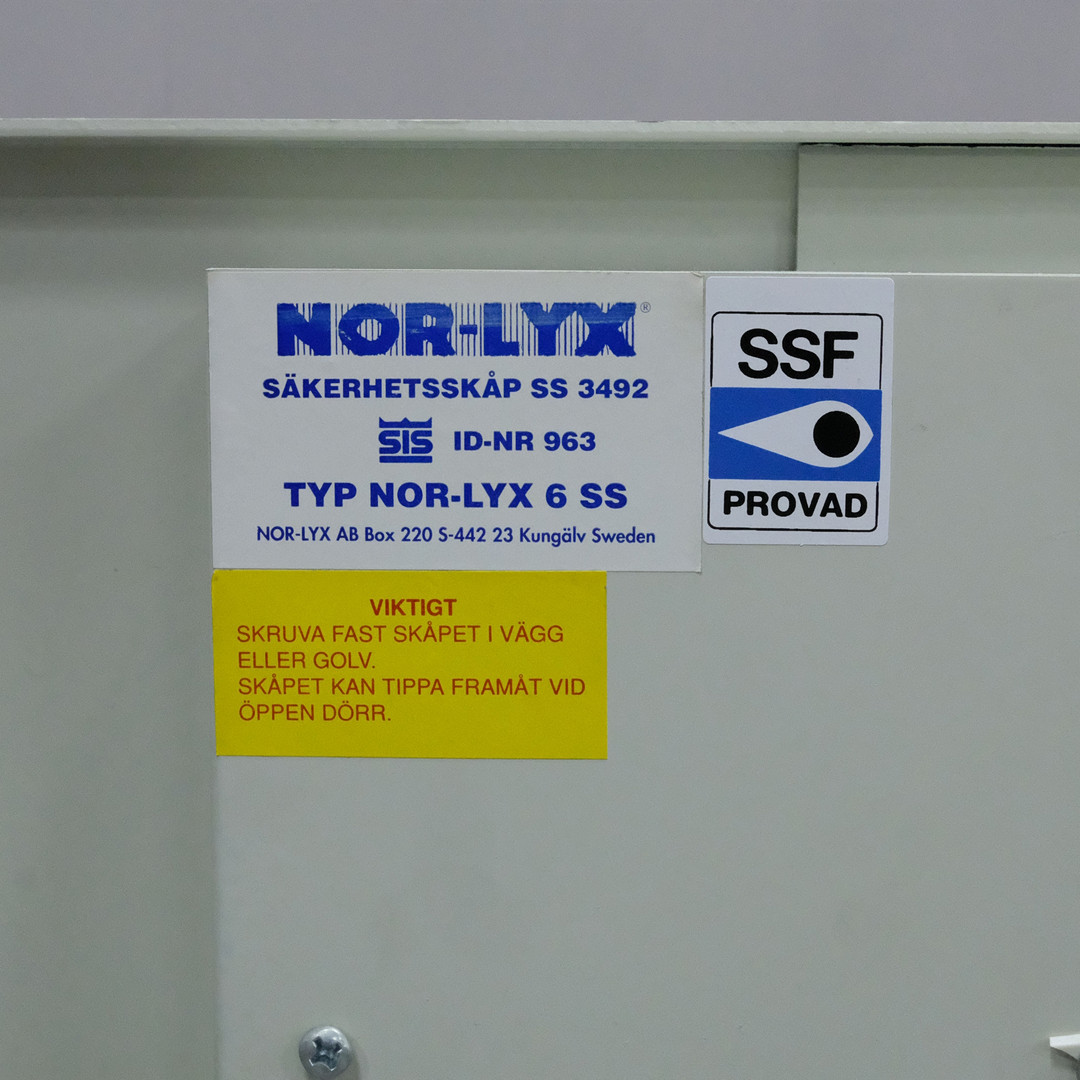 NOR-LYX®
SÄKERHETSSKÅP SS 3492
SIS ID-NR 963
TYP NOR-LYX 6 SS
NOR-LYX AB Box 220 S-442 23 Kungälv Sweden
SSF
PROVAD
VIKTIGT
SKRUVA FAST SKÅPET I VÄGG
ELLER GOLV.
SKÅPET KAN TIPPA FRAMÅT VID
ÖPPEN DÖRR.